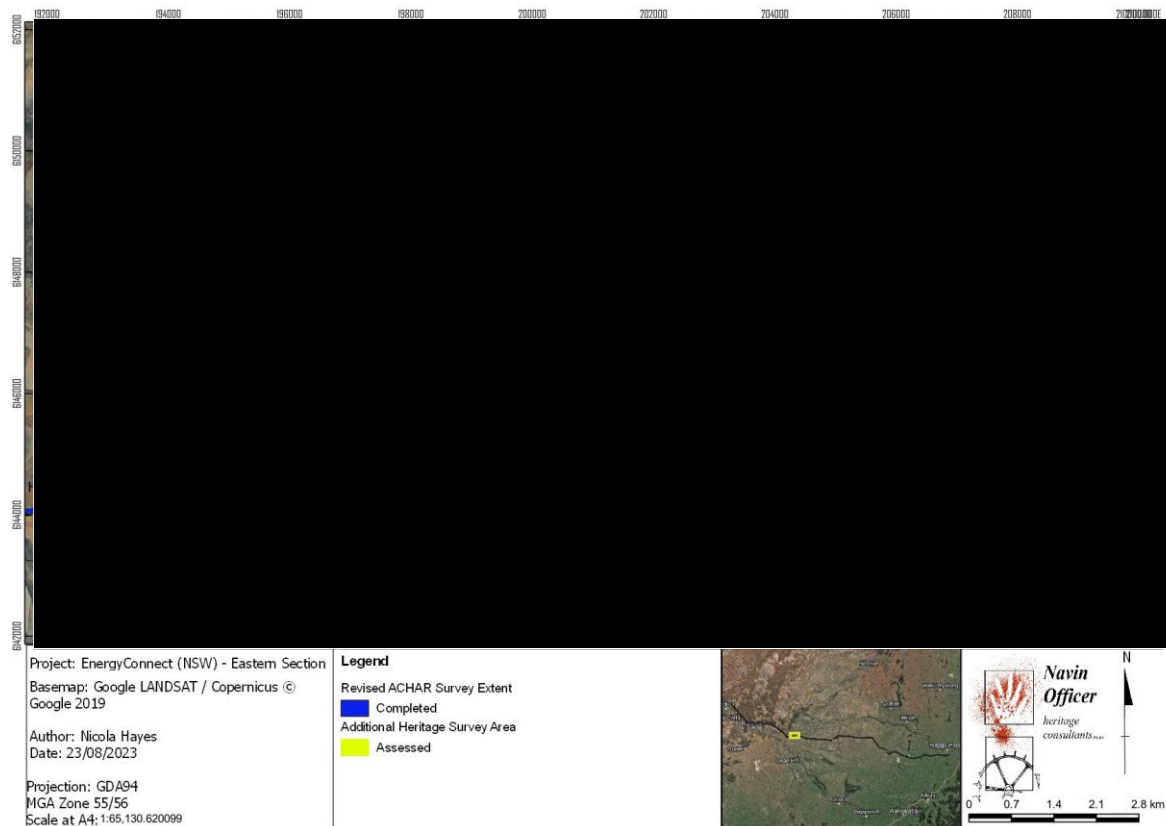 192000 194000 196000 198000 200000 202000 204000 206000 208000
6152000
6150000
6148000
6146000
6144000
6142000
Project: EnergyConnect (NSW) - Eastern Section
Basemap: Google LANDSAT / Copernicus ©
Google 2019
Author: Nicola Hayes
Date: 23/08/2023
Projection: GDA94
MGA Zone 55/56
Scale at A4: 1:65,130.620099
Legend
Revised ACHAR Survey Extent
Completed
Additional Heritage Survey Area
Assessed
Navin
Officer
heritage
consultants
N
0 0.7 1.4 2.1 2.8 km